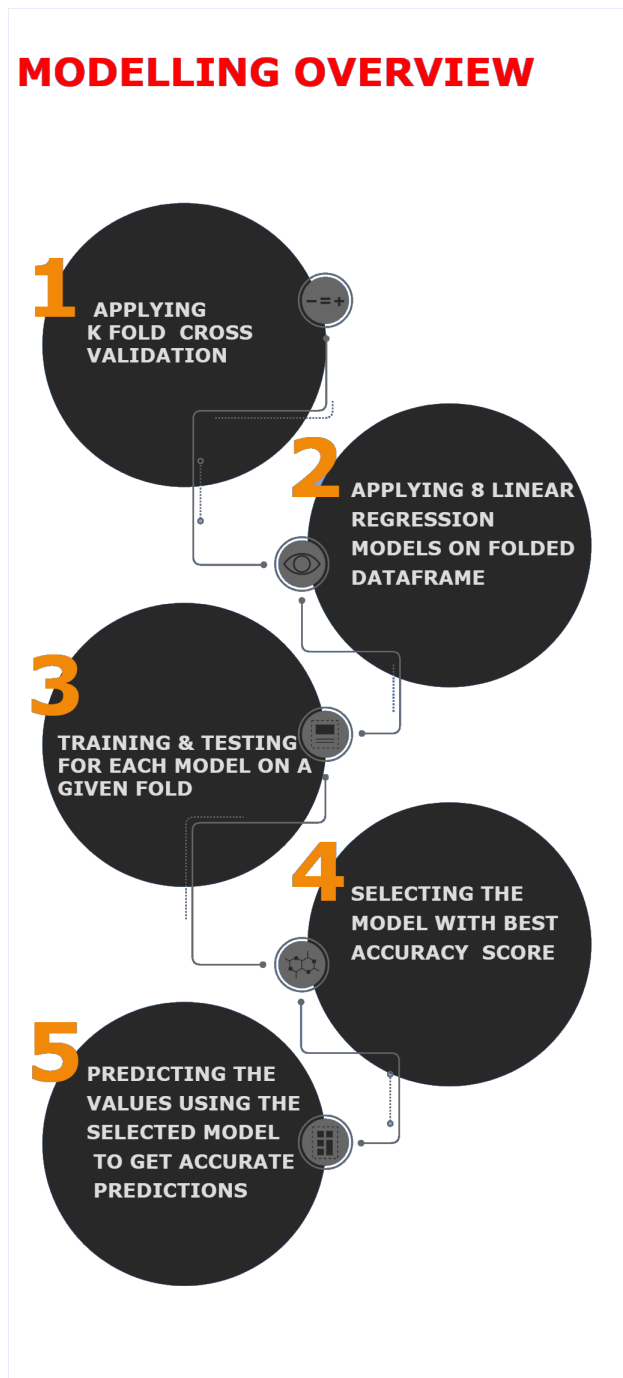 MODELLING OVERVIEW
1
APPLYING
K FOLD CROSS
VALIDATION
2
APPLYING 8 LINEAR
REGRESSION
MODELS ON FOLDED
DATAFRAME
3
TRAINING & TESTING
FOR EACH MODEL ON A
GIVEN FOLD
4
SELECTING THE
MODEL WITH BEST
ACCURACY SCORE
5
PREDICTING THE
VALUES USING THE
SELECTED MODEL
TO GET ACCURATE
PREDICTIONS